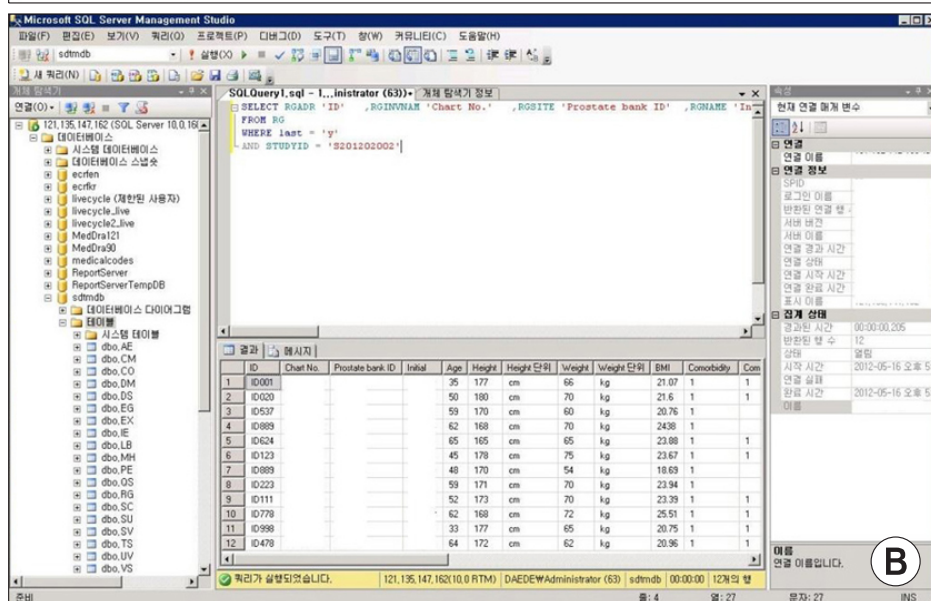 Microsoft SQL Server Management Studio
파일(F) 편집(E) 보기(V) 쿼리(Q) 프로젝트(P) 디버그(D) 도구(T) 창(W) 커뮤니티(C) 도움말(H)
sdtmdb 실행(X)
새 쿼리(N)
개체 탐색기
연결(O)
121,135,147,162 (SQL Server 10,0,16
데이터베이스
시스템 데이터베이스
데이터베이스 스냅숏
ecrfen
ecrfkr
livecycle (제한된 사용자)
livecycle_live
livecycle2_live
MedDra121
MedDra90
medicalcodes
ReportServer
ReportServerTempDB
sdtmdb
데이터베이스 다이어그램
테이블
시스템 테이블
dbo,AE
dbo,CM
dbo,CO
dbo,DM
dbo,DS
dbo,EG
dbo,EX
dbo,IE
dbo,LB
dbo,MH
dbo,PE
dbo,QS
dbo,RG
dbo,SC
dbo,SU
dbo,SV
dbo,TS
dbo,UV
dbo,VS
SQLQuery1,sql - 1,,,inistrator (63))* 개체 탐색기 정보
SELECT RGADR 'ID' ,RGINVNAM 'Chart No.' ,RGSITE 'Prostate bank ID' ,RGNAME 'In
FROM RG
WHERE last = 'y'
AND STUDYID = 'S201202002'
결과 메시지
ID Chart No. Prostate bank ID Initial Age Height Height 단위 Weight Weight 단위 BMI Comorbidity Com
1 ID001 35 177 cm 66 kg 21.07 1 1
2 ID020 50 180 cm 70 kg 21.6 1 1
3 ID537 59 170 cm 60 kg 20.76 1
4 ID889 62 168 cm 70 kg 2438 1
5 ID624 65 165 cm 65 kg 23.88 1 1
6 ID123 45 178 cm 75 kg 23.67 1 1
7 ID889 48 170 cm 54 kg 18.69 1
8 ID223 59 171 cm 70 kg 23.94 1
9 ID111 52 173 cm 70 kg 23.39 1 1
10 ID778 62 168 cm 72 kg 25.51 1 1
11 ID998 33 177 cm 65 kg 20.75 1 1
12 ID478 64 172 cm 62 kg 20.96 1 1
쿼리가 실행되었습니다. 121,135,147,162(10,0 RTM) DAEDEW\Administrator (63) sdtmdb 00:00:00 12개의 행
속성
현재 연결 매개 변수
연결
연결 이름
연결 정보
SPID
로그인 이름
반환된 연결 행
서버 버전
서버 이름
연결 경과 시간
연결 상태
연결 시작 시간
연결 완료 시간
표시 이름
집계 상태
경과된 시간 00:00:00,205
반환된 행 수 12
상태 열림
시작 시간 2012-05-16 오후 5
연결 실패
완료 시간 2012-05-16 오후 5
이름
이름
연결 이름입니다.
B
준비 줄: 4 열: 27 문자: 27 INS